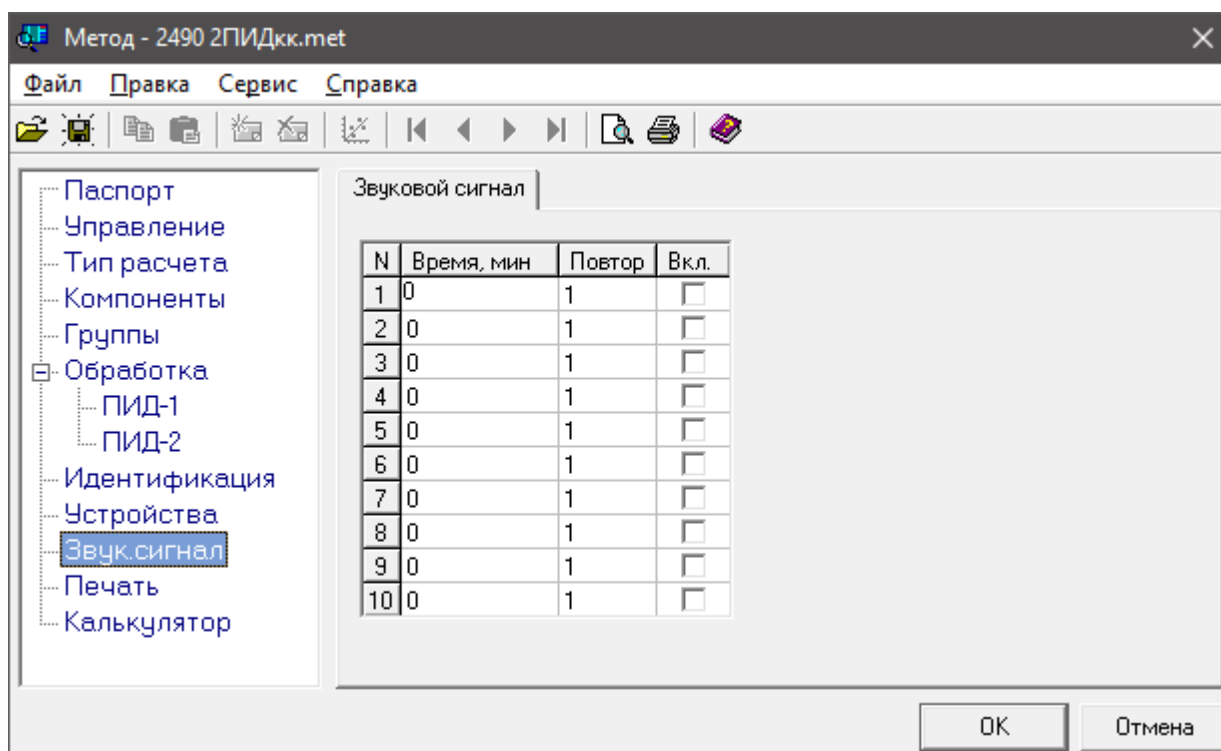 Метод - 2490 2ПИДкк.met
Файл Правка Сервис Справка
Паспорт
Управление
Тип расчета
Компоненты
Группы
Обработка
ПИД-1
ПИД-2
Идентификация
Устройства
Звук.сигнал
Печать
Калькулятор
Звуковой сигнал
N Время, мин Повтор Вкл.
1 0 1
2 0 1
3 0 1
4 0 1
5 0 1
6 0 1
7 0 1
8 0 1
9 0 1
10 0 1
OK Отмена